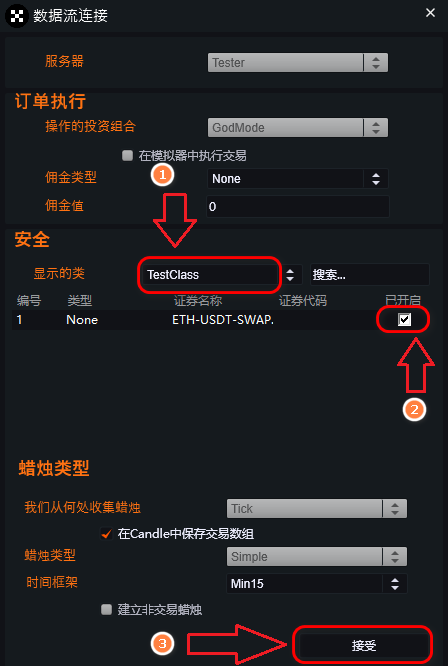 数据流连接
服务器 Tester
订单执行
操作的投资组合 GodMode
在模拟器中执行交易
佣金类型 1 None
佣金值 0
安全
显示的类 TestClass 搜索...
编号 类型 证券名称 证券代码 已开启
1 None ETH-USDT-SWAP.
2
蜡烛类型
我们从何处收集蜡烛 Tick
在Candle中保存交易数组
蜡烛类型 Simple
时间框架 Min15
建立非交易蜡烛
3 接受